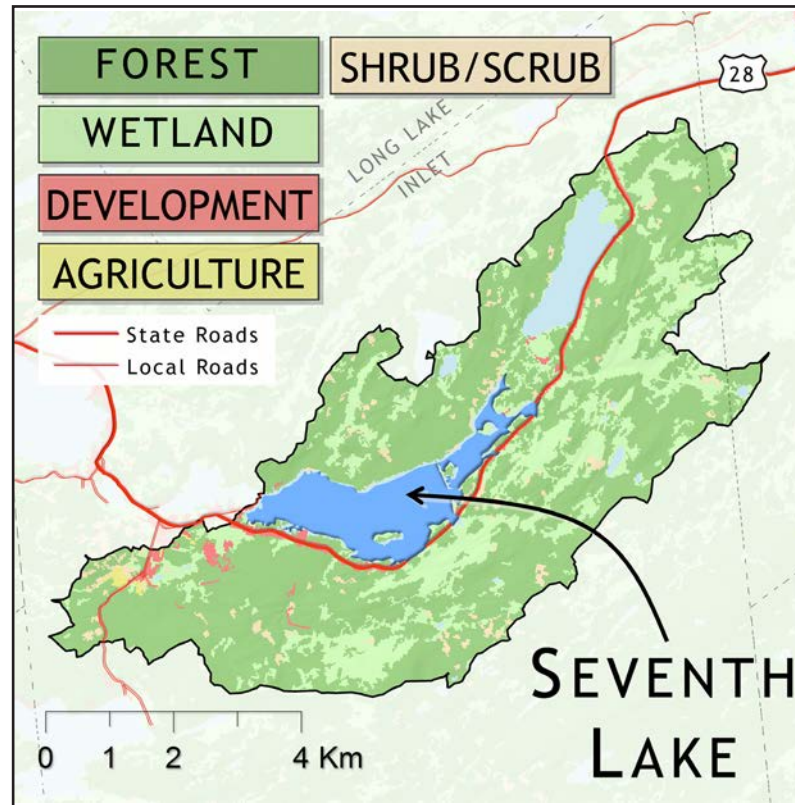 FOREST
SHRUB/SCRUB
28
WETLAND
LONG LAKE
INLET
DEVELOPMENT
AGRICULTURE
State Roads
Local Roads
SEVENTH
LAKE
0 1 2 4 Km